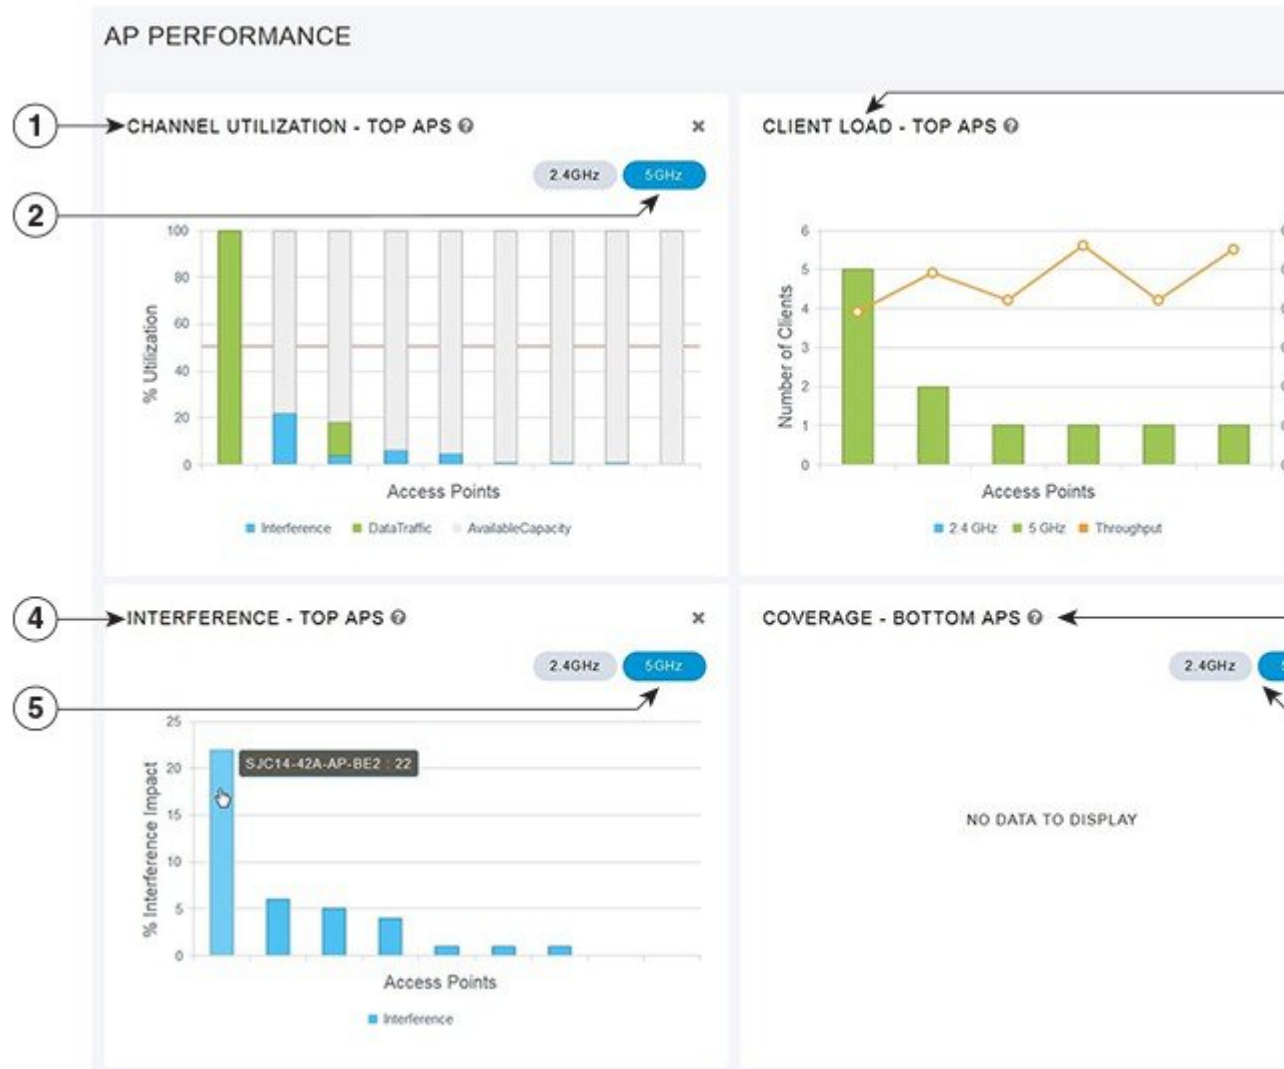 AP PERFORMANCE
1
CHANNEL UTILIZATION - TOP APS ?
2.4GHz 5GHz
2
100
80
60
40
20
0
% Utilization
Access Points
Interference DataTraffic AvailableCapacity
CLIENT LOAD - TOP APS ?
6
5
4
3
2
1
0
Number of Clients
Access Points
2.4 GHz 5 GHz Throughput
4
INTERFERENCE - TOP APS ?
2.4GHz 5GHz
5
25
20
15
10
5
0
% Interference Impact
SJC14-42A-AP-BE2 : 22
Access Points
Interference
COVERAGE - BOTTOM APS ?
2.4GHz
NO DATA TO DISPLAY